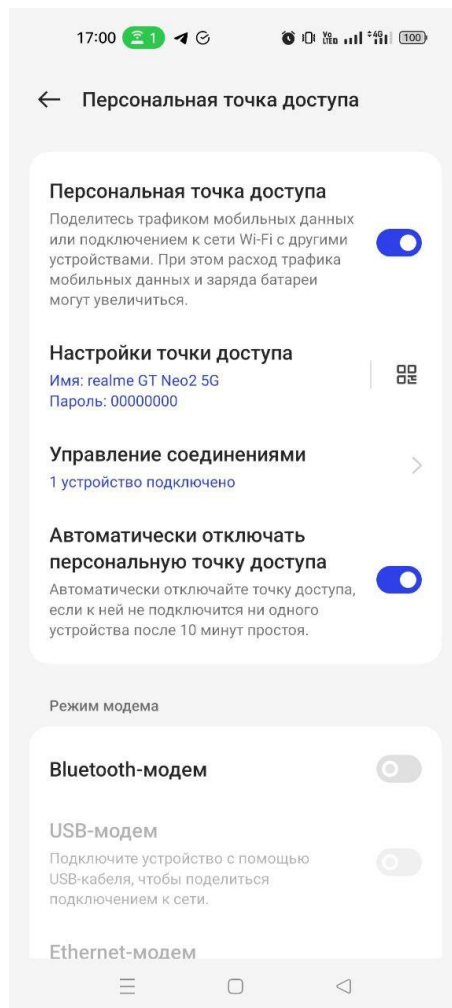 17:00 1 100
Персональная точка доступа
Персональная точка доступа
Поделитесь трафиком мобильных данных
или подключением к сети Wi-Fi с другими
устройствами. При этом расход трафика
мобильных данных и заряда батареи
могут увеличиться.
Настройки точки доступа
Имя: realme GT Neo2 5G
Пароль: 00000000
Управление соединениями
1 устройство подключено
Автоматически отключать
персональную точку доступа
Автоматически отключайте точку доступа,
если к ней не подключится ни одного
устройства после 10 минут простоя.
Режим модема
Bluetooth-модем
USB-модем
Подключите устройство с помощью
USB-кабеля, чтобы поделиться
подключением к сети.
Ethernet-модем